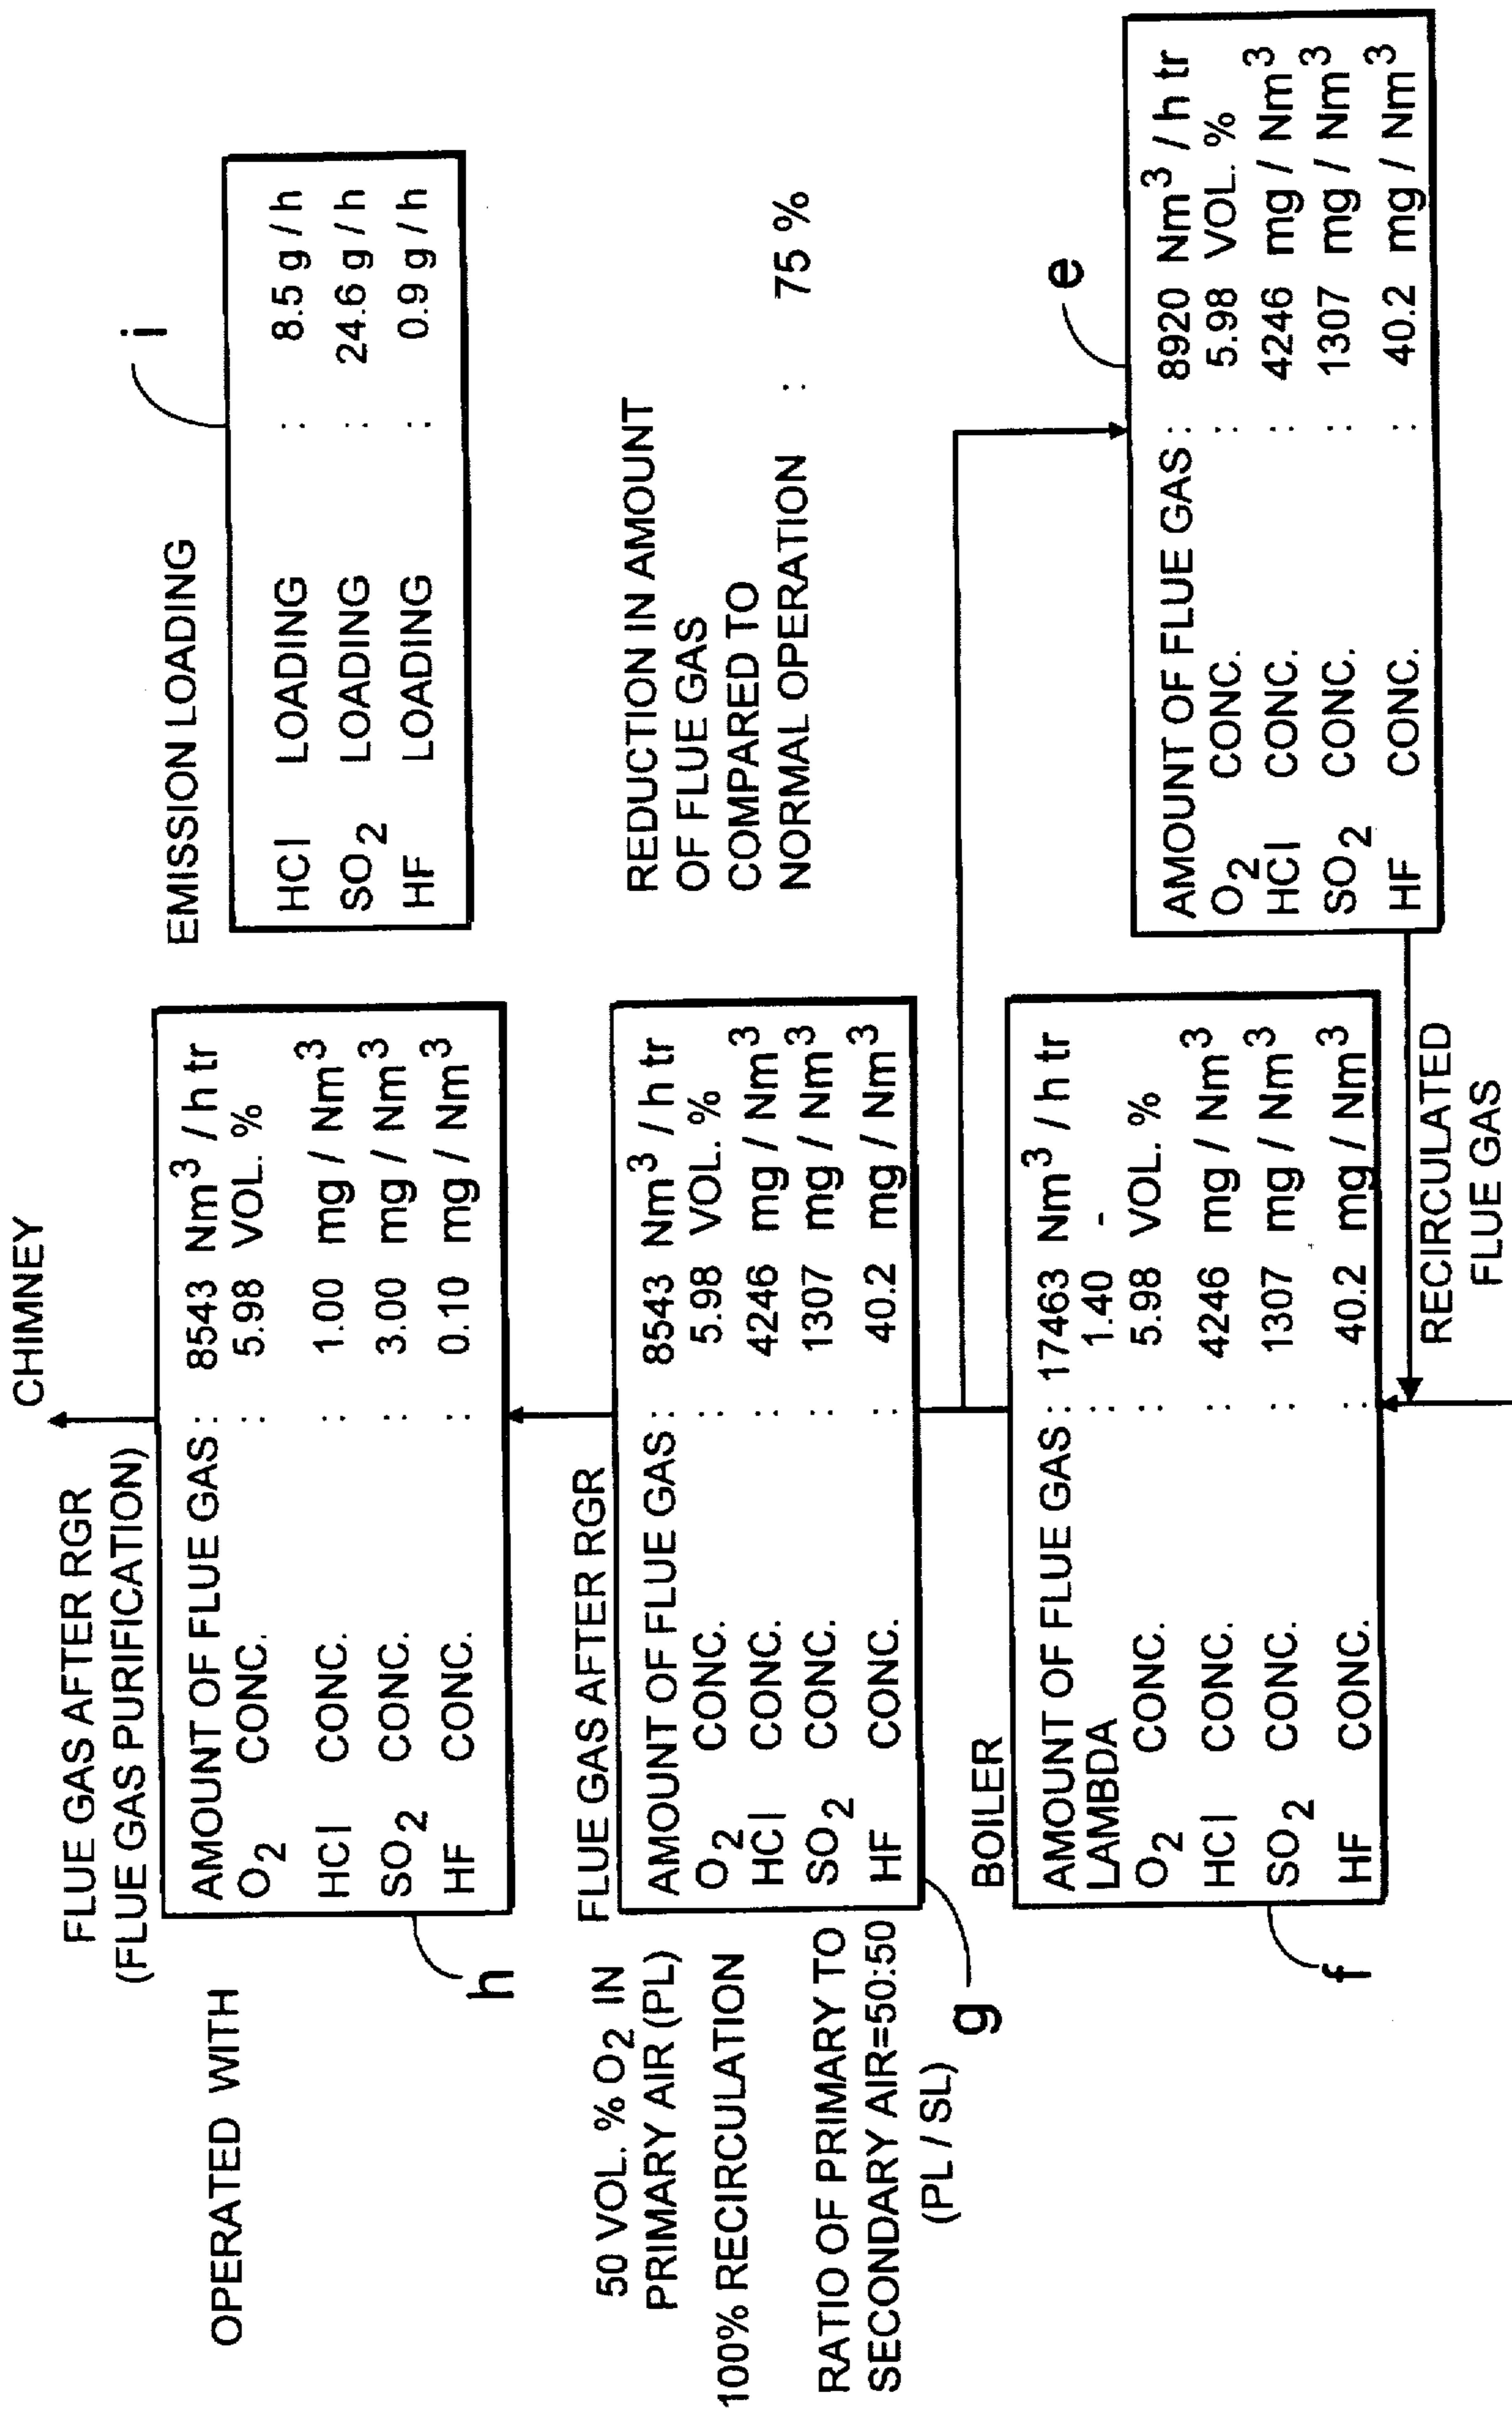 CHIMNEY
FLUE GAS AFTER RGR
(FLUE GAS PURIFICATION)
OPERATED WITH
AMOUNT OF FLUE GAS : 8543 Nm3 / h tr
O2 CONC. : 5.98 VOL. %
HCl CONC. : 1.00 mg / Nm3
SO2 CONC. : 3.00 mg / Nm3
HF CONC. : 0.10 mg / Nm3
h
EMISSION LOADING
i
HCl LOADING : 8.5 g / h
SO2 LOADING : 24.6 g / h
HF LOADING : 0.9 g / h
50 VOL. % O2 IN
PRIMARY AIR (PL)
100% RECIRCULATION
RATIO OF PRIMARY TO
SECONDARY AIR=50:50
(PL / SL)
FLUE GAS AFTER RGR
AMOUNT OF FLUE GAS : 8543 Nm3 / h tr
O2 CONC. : 5.98 VOL. %
HCl CONC. : 4246 mg / Nm3
SO2 CONC. : 1307 mg / Nm3
HF CONC. : 40.2 mg / Nm3
g
REDUCTION IN AMOUNT
OF FLUE GAS
COMPARED TO
NORMAL OPERATION : 75 %
BOILER
AMOUNT OF FLUE GAS : 17463 Nm3 / h tr
LAMBDA : 1.40 -
O2 CONC. : 5.98 VOL. %
HCl CONC. : 4246 mg / Nm3
SO2 CONC. : 1307 mg / Nm3
HF CONC. : 40.2 mg / Nm3
f
e
AMOUNT OF FLUE GAS : 8920 Nm3 / h tr
O2 CONC. : 5.98 VOL. %
HCl CONC. : 4246 mg / Nm3
SO2 CONC. : 1307 mg / Nm3
HF CONC. : 40.2 mg / Nm3
RECIRCULATED
FLUE GAS